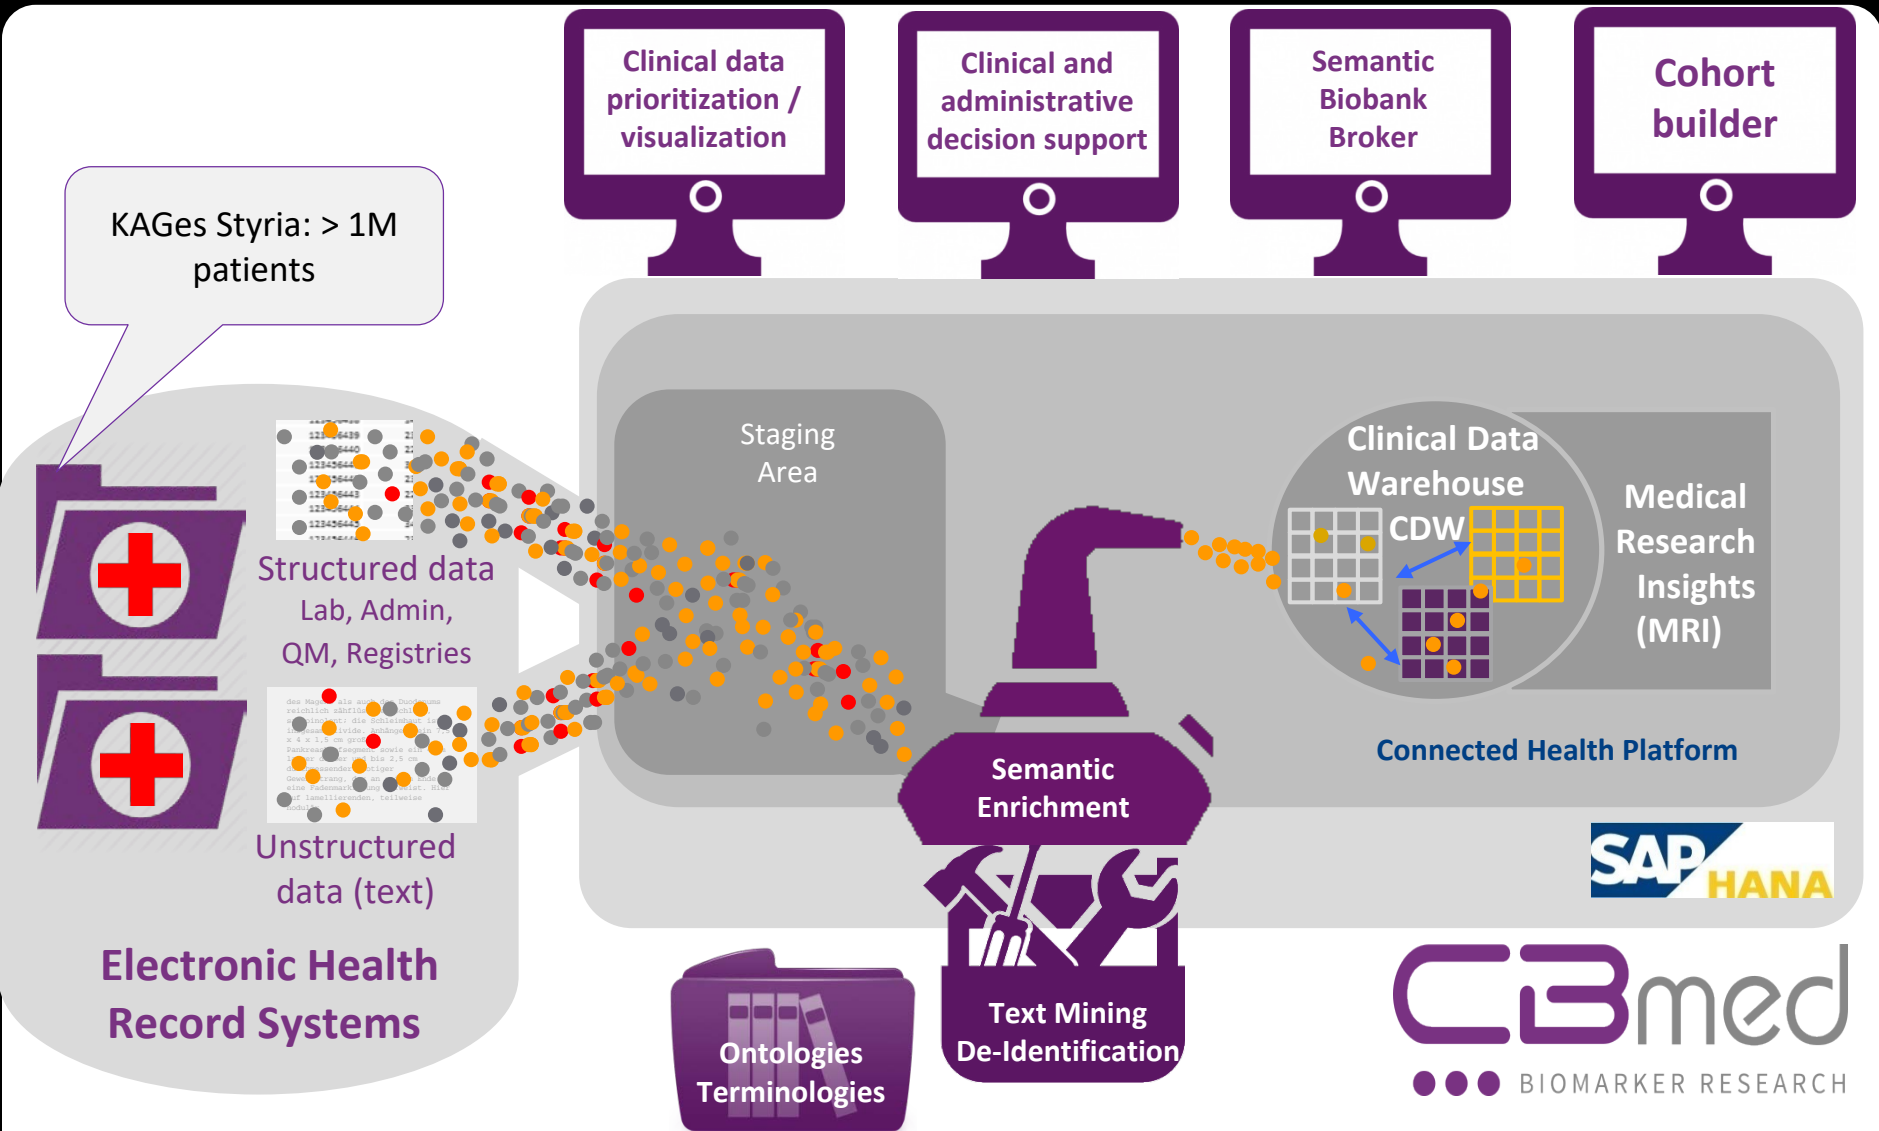 Clinical data
prioritization /
visualization
Clinical and
administrative
decision support
Semantic
Biobank
Broker
Cohort
builder
KAGes Styria: > 1M
patients
Staging
Area
Clinical Data
Warehouse
CDW
Medical
Research
Insights
(MRI)
Structured data
Lab, Admin,
QM, Registries
Unstructured
data (text)
Electronic Health
Record Systems
Semantic
Enrichment
Connected Health Platform
SAP
HANA
Text Mining
De-Identification
Ontologies
Terminologies
CBmed
BIOMARKER RESEARCH